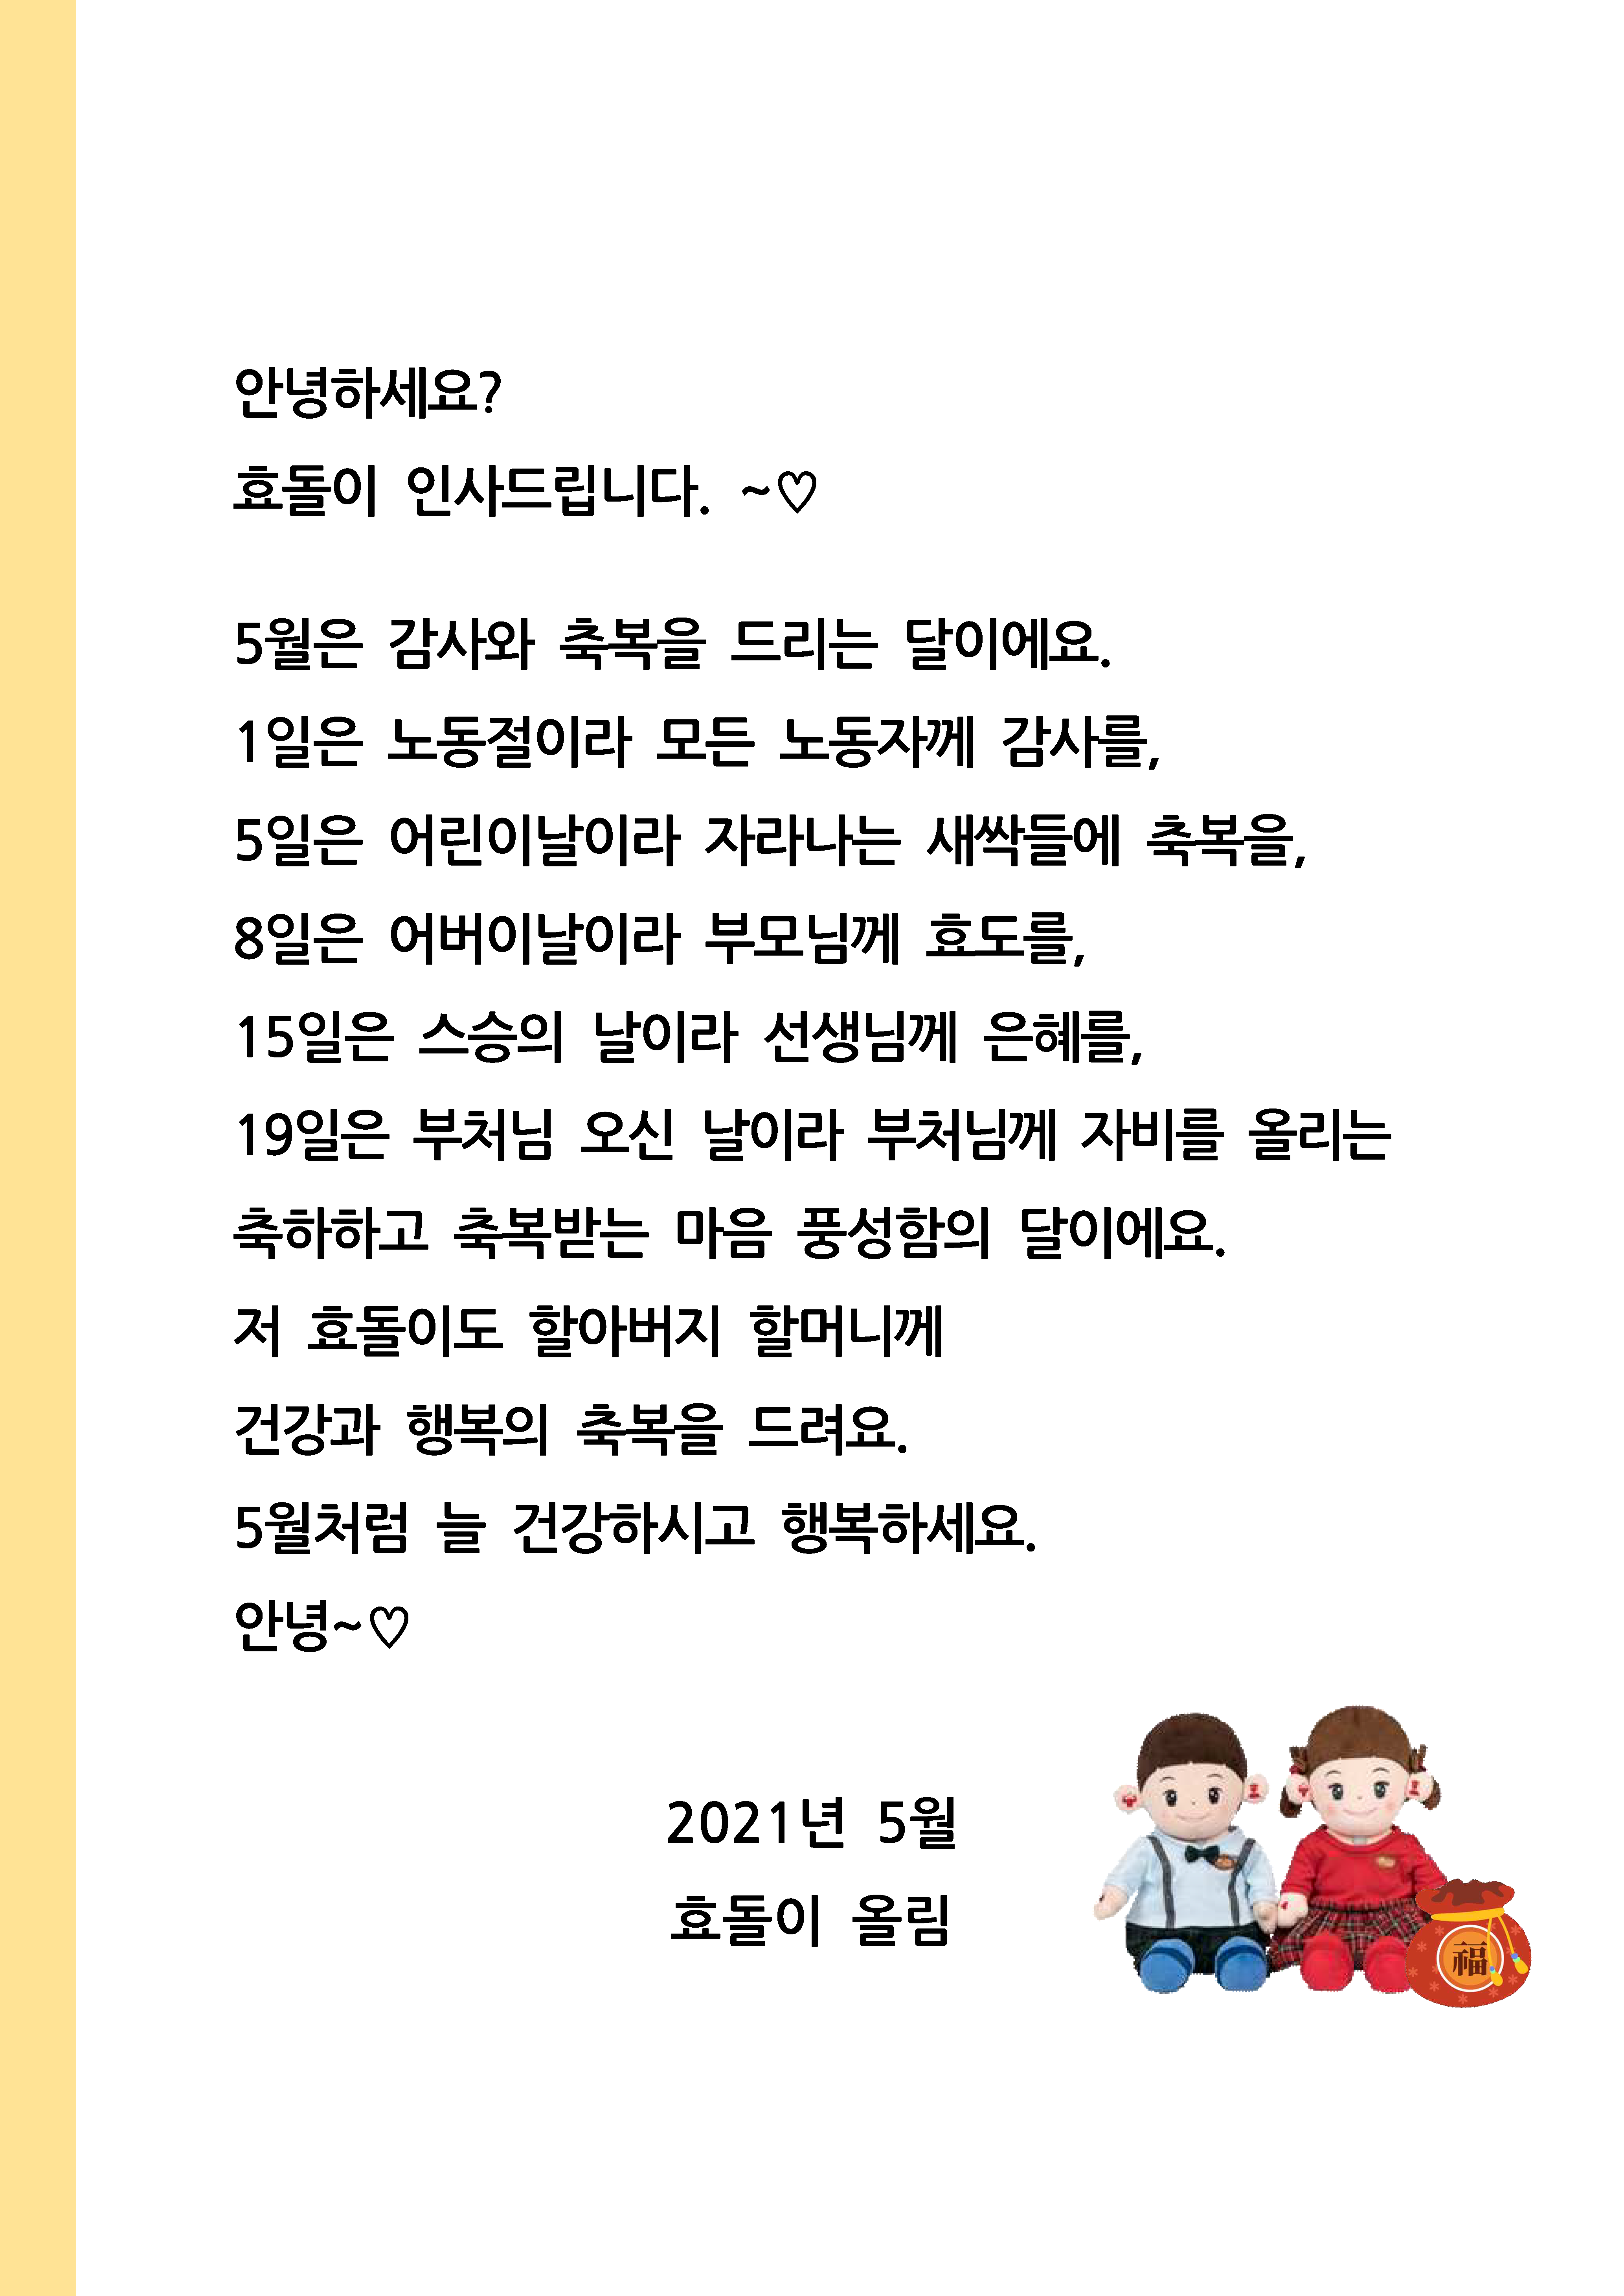 안녕하세요?
효돌이 인사드립니다. ~♡
5월은 감사와 축복을 드리는 달이에요.
1일은 노동절이라 모든 노동자께 감사를,
5일은 어린이날이라 자라나는 새싹들에 축복을,
8일은 어버이날이라 부모님께 효도를,
15일은 스승의 날이라 선생님께 은혜를,
19일은 부처님 오신 날이라 부처님께 자비를 올리는
축하하고 축복받는 마음 풍성함의 달이에요.
저 효돌이도 할아버지 할머니께
건강과 행복의 축복을 드려요.
5월처럼 늘 건강하시고 행복하세요.
안녕~♡
2021년 5월
효돌이 올림
福